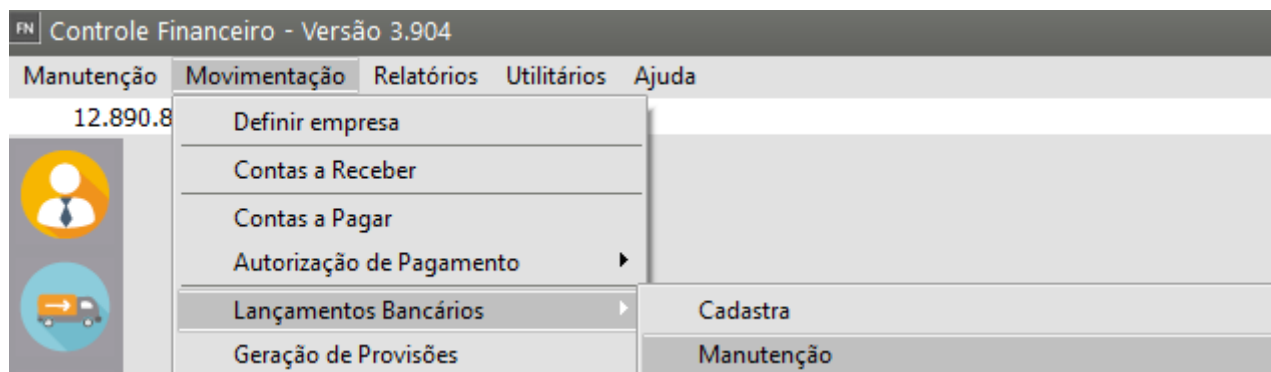 FN Controle Financeiro - Versão 3.904
Manutenção Movimentação Relatórios Utilitários Ajuda
12.890.8
Definir empresa
Contas a Receber
Contas a Pagar
Autorização de Pagamento
Lançamentos Bancários
Cadastra
Geração de Provisões
Manutenção